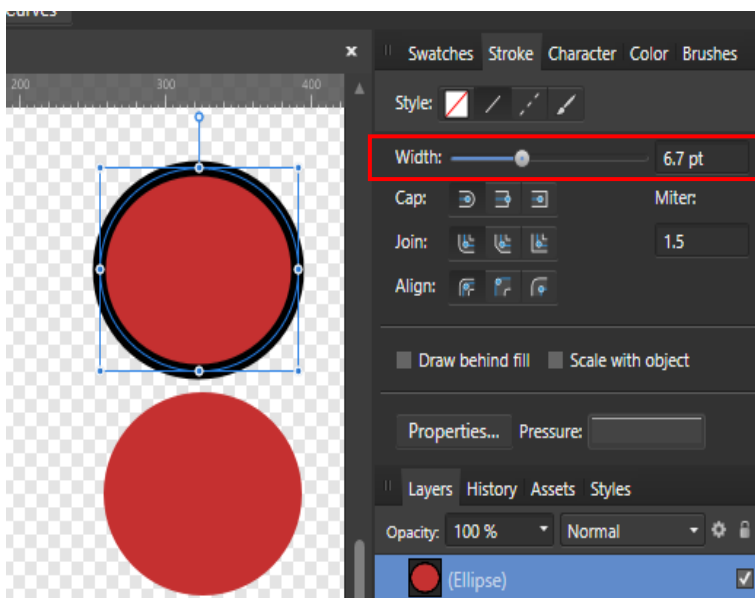 Curves
× Swatches Stroke Character Color Brushes
200 300 400
Style:
Width: 6.7 pt
Cap: Miter:
Join: 1.5
Align:
Draw behind fill Scale with object
Properties... Pressure:
Layers History Assets Styles
Opacity: 100 % Normal
(Ellipse)